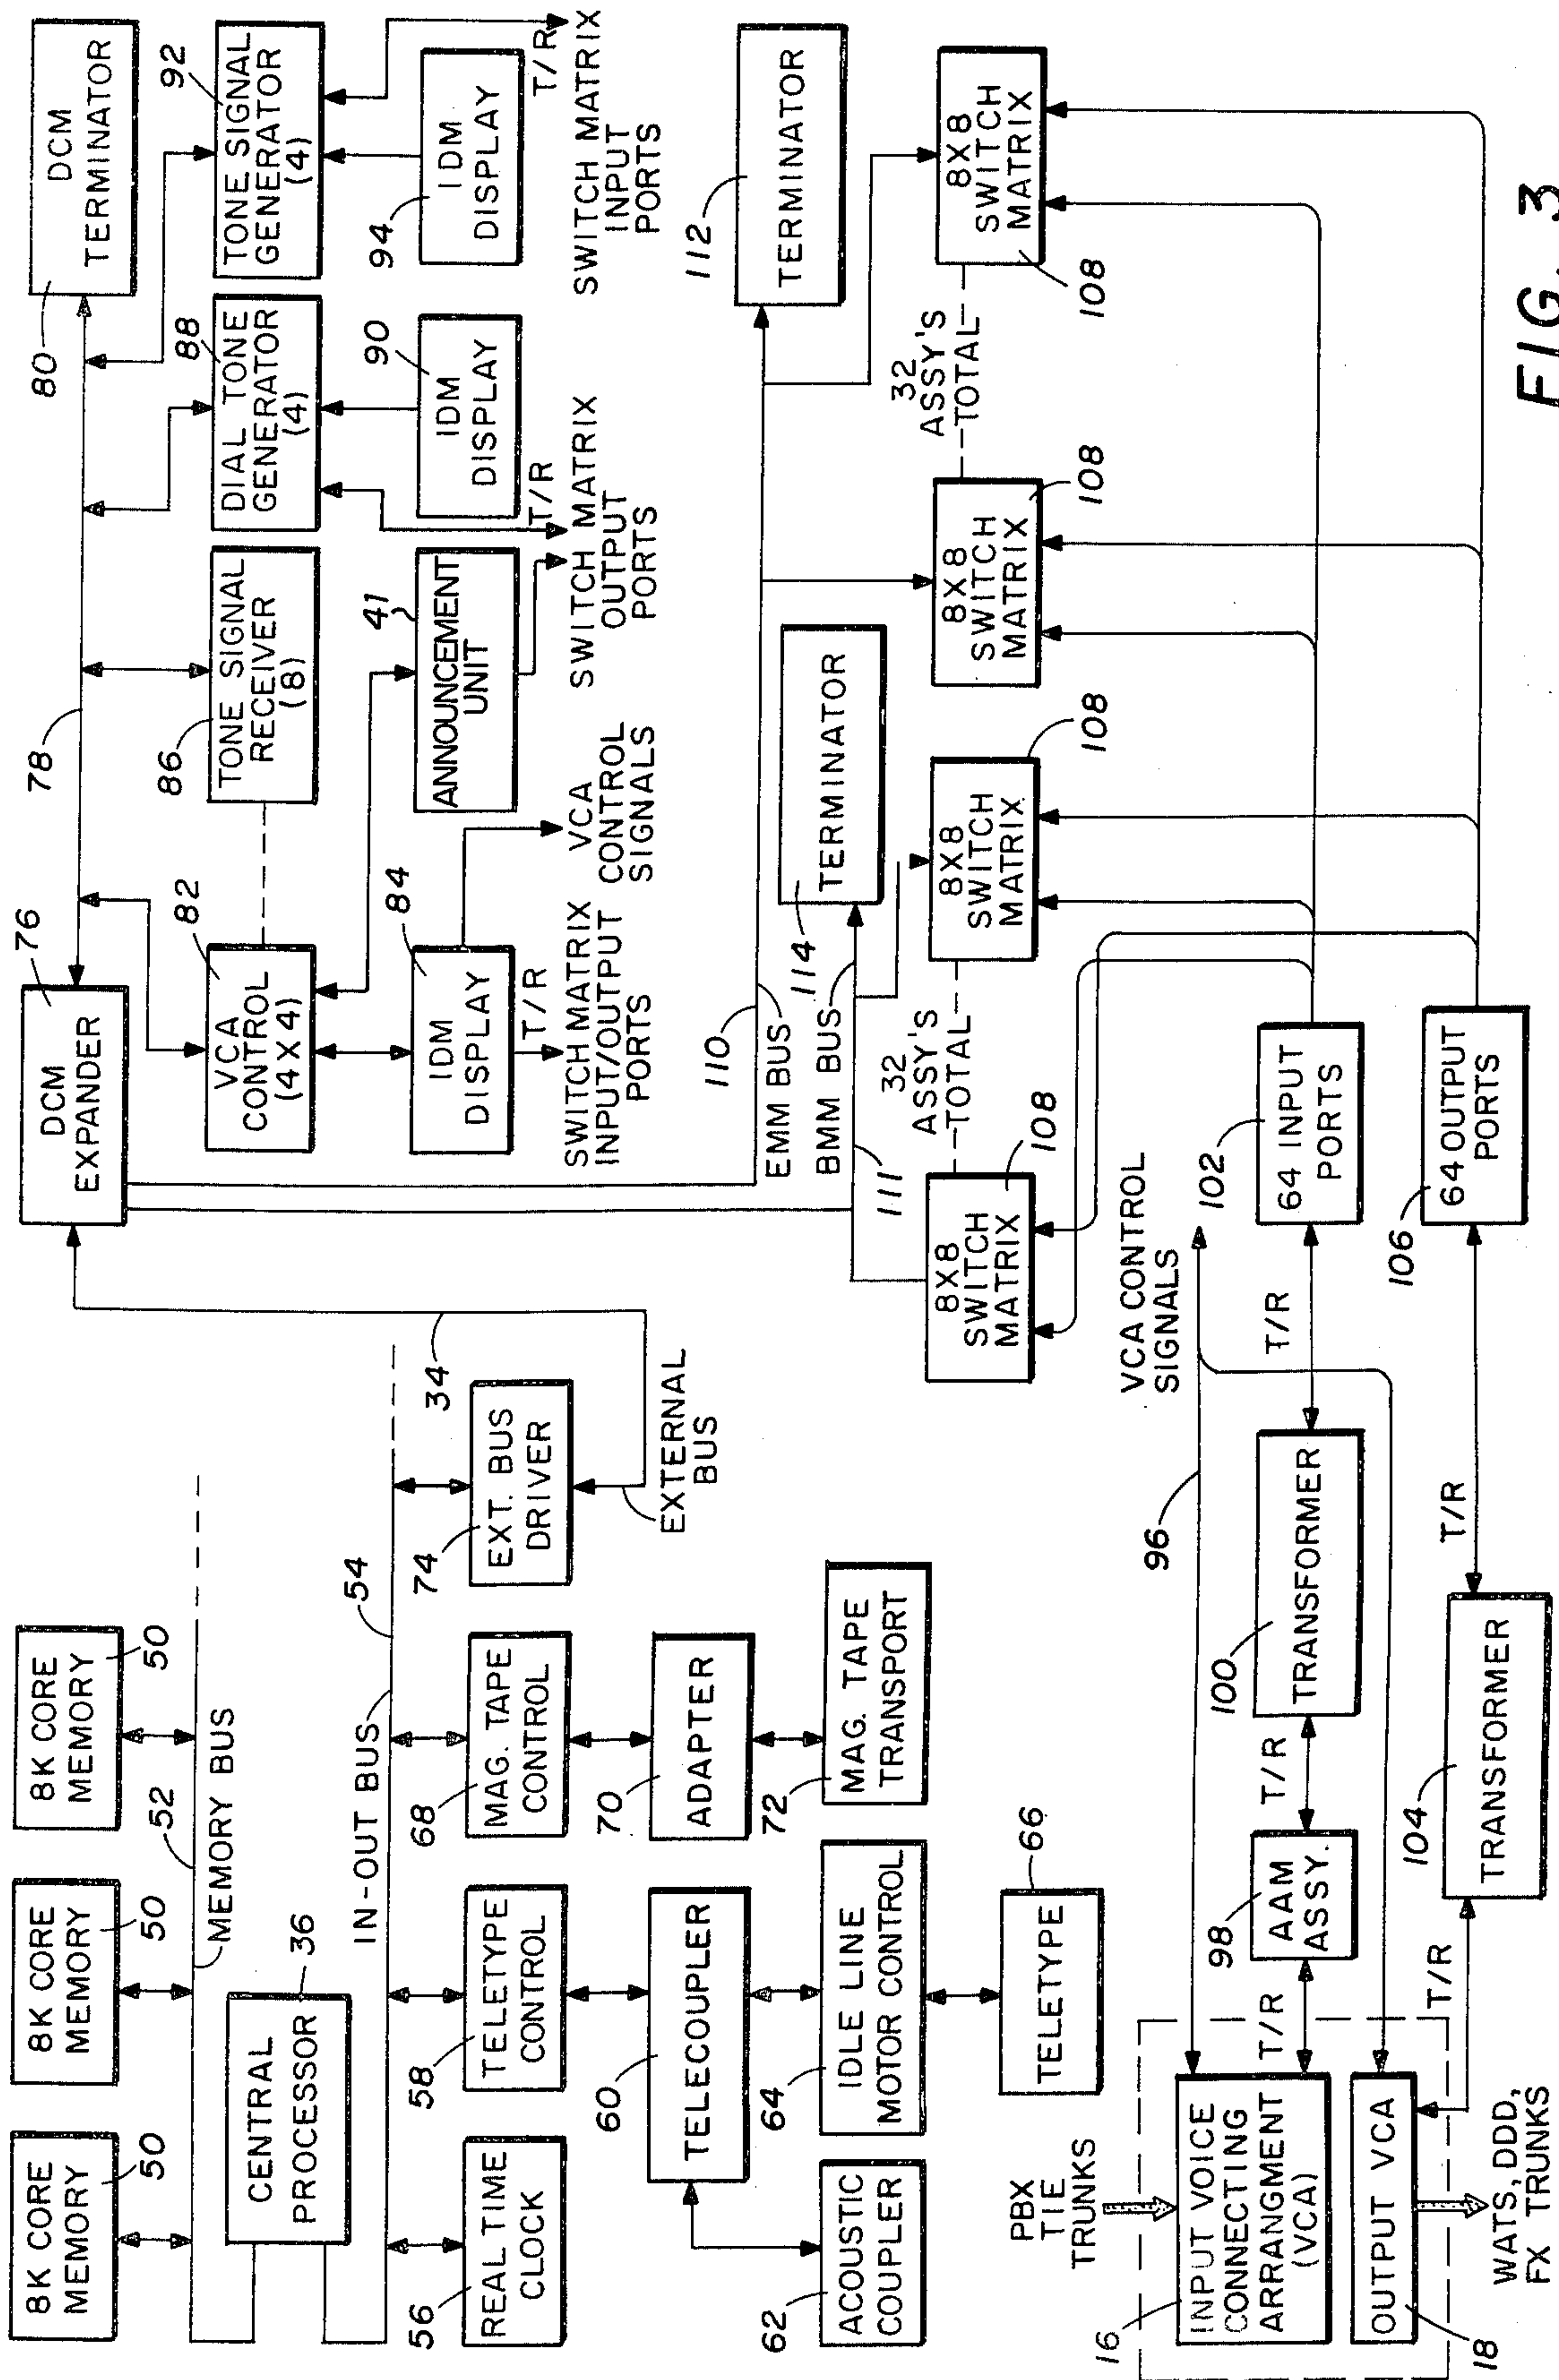 8K CORE
MEMORY
50
8K CORE
MEMORY
50
8K CORE
MEMORY
50
52
MEMORY BUS
CENTRAL
PROCESSOR
36
IN-OUT BUS
54
56
REAL TIME
CLOCK
58
TELETYPE
CONTROL
68
MAG. TAPE
CONTROL
74
EXT. BUS
DRIVER
34
EXTERNAL
BUS
60
TELECOUPLER
70
ADAPTER
62
ACOUSTIC
COUPLER
64
IDLE LINE
MOTOR CONTROL
72
MAG. TAPE
TRANSPORT
66
TELETYPE
76
DCM
EXPANDER
78
80
DCM
TERMINATOR
82
VCA
CONTROL
(4X4)
86
TONE SIGNAL
RECEIVER
(8)
88
DIAL TONE
GENERATOR
(4)
92
TONE SIGNAL
GENERATOR
(4)
84
IDM
DISPLAY
41
ANNOUNCEMENT
UNIT
90
IDM
DISPLAY
94
IDM
DISPLAY
T/R
T/R
T/R
SWITCH MATRIX
INPUT/OUTPUT
PORTS
VCA
CONTROL
SIGNALS
SWITCH MATRIX
OUTPUT
PORTS
SWITCH MATRIX
INPUT
PORTS
110
EMM BUS
112
TERMINATOR
BMM BUS
111
114
TERMINATOR
32
ASSY'S
TOTAL
32
ASSY'S
TOTAL
8X8
SWITCH
MATRIX
108
8X8
SWITCH
MATRIX
108
8X8
SWITCH
MATRIX
108
8X8
SWITCH
MATRIX
108
PBX
TIE
TRUNKS
16
INPUT VOICE
CONNECTING
ARRANGMENT
(VCA)
T/R
98
AAM
ASSY.
T/R
100
TRANSFORMER
T/R
96
VCA CONTROL
SIGNALS
102
64 INPUT
PORTS
OUTPUT VCA
18
T/R
104
TRANSFORMER
T/R
106
64 OUTPUT
PORTS
WATS, DDD,
FX TRUNKS
FIG. 3